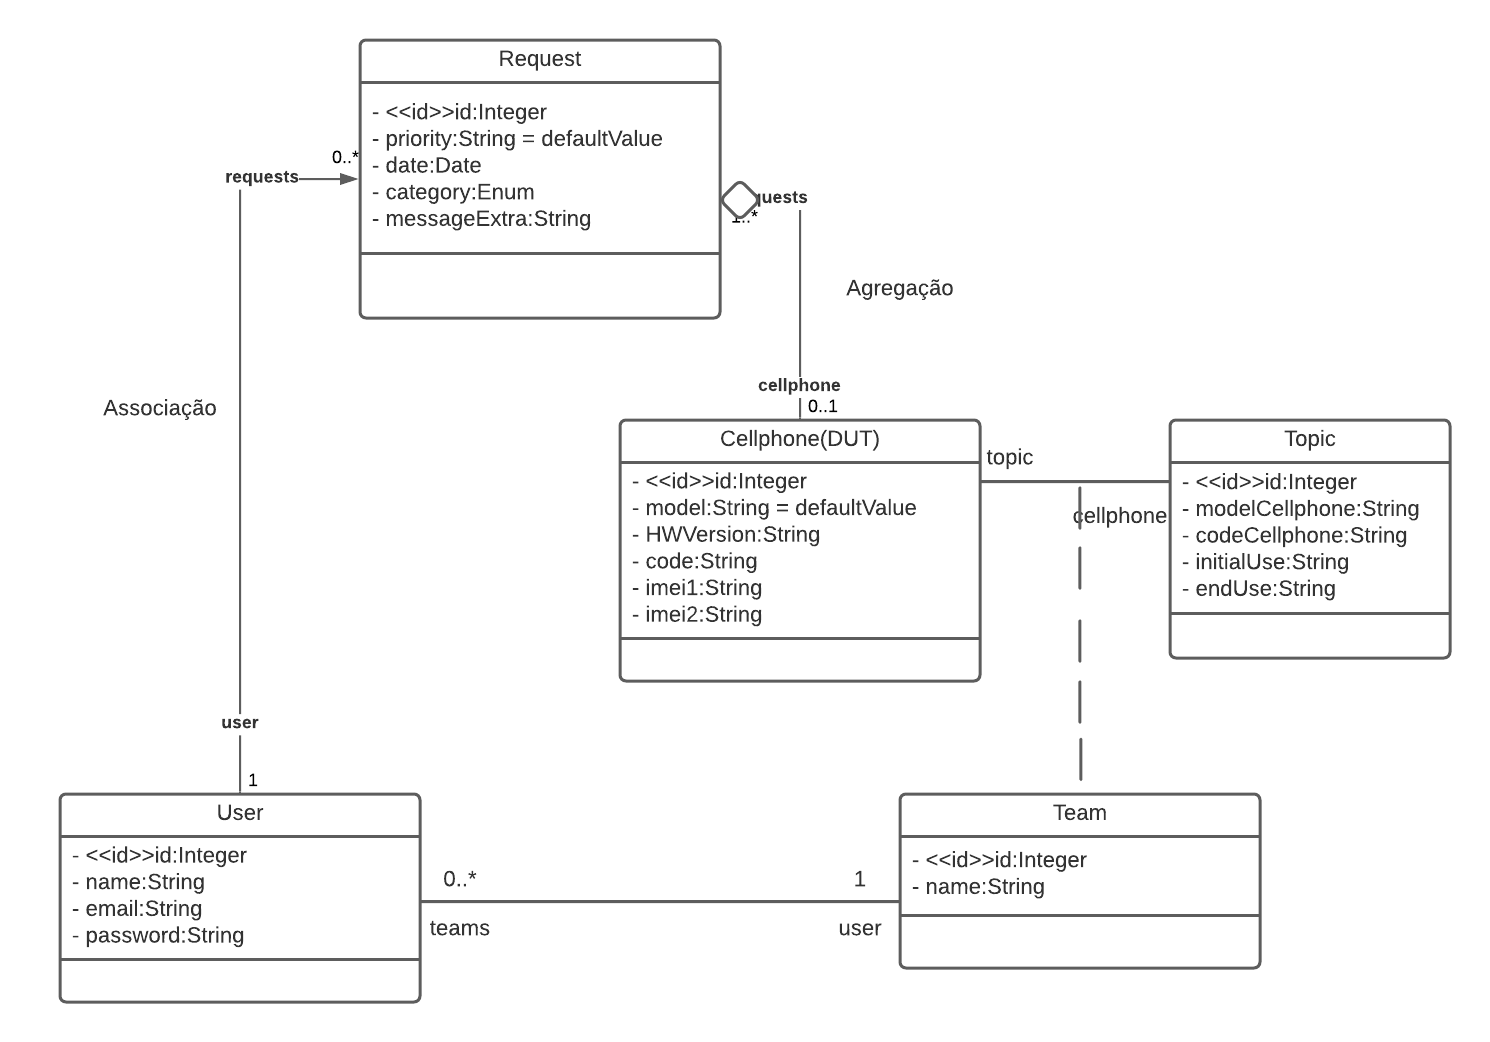 Request
- <<id>>id:Integer
- priority:String = defaultValue
- date:Date
- category:Enum
- messageExtra:String
0..*
requests
uests
1..*
Agregação
Associação
cellphone
0..1
Cellphone(DUT)
- <<id>>id:Integer
- model:String = defaultValue
- HWVersion:String
- code:String
- imei1:String
- imei2:String
topic
cellphone
Topic
- <<id>>id:Integer
- modelCellphone:String
- codeCellphone:String
- initialUse:String
- endUse:String
user
1
User
- <<id>>id:Integer
- name:String
- email:String
- password:String
0..*
teams
1
user
Team
- <<id>>id:Integer
- name:String